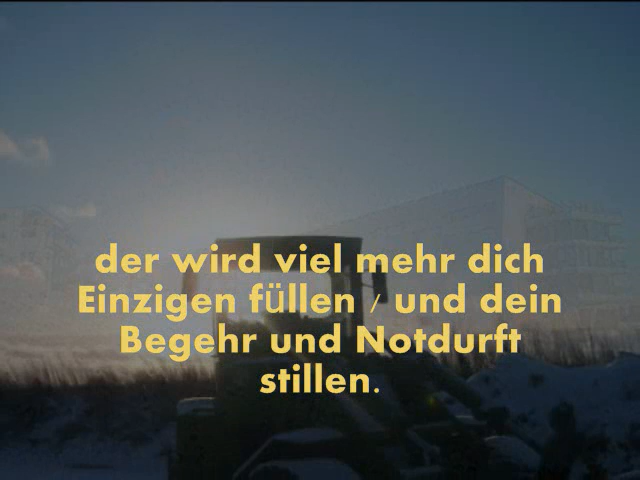 der wird viel mehr dich
Einzigen füllen / und dein
Begehr und Notdurft
stillen.